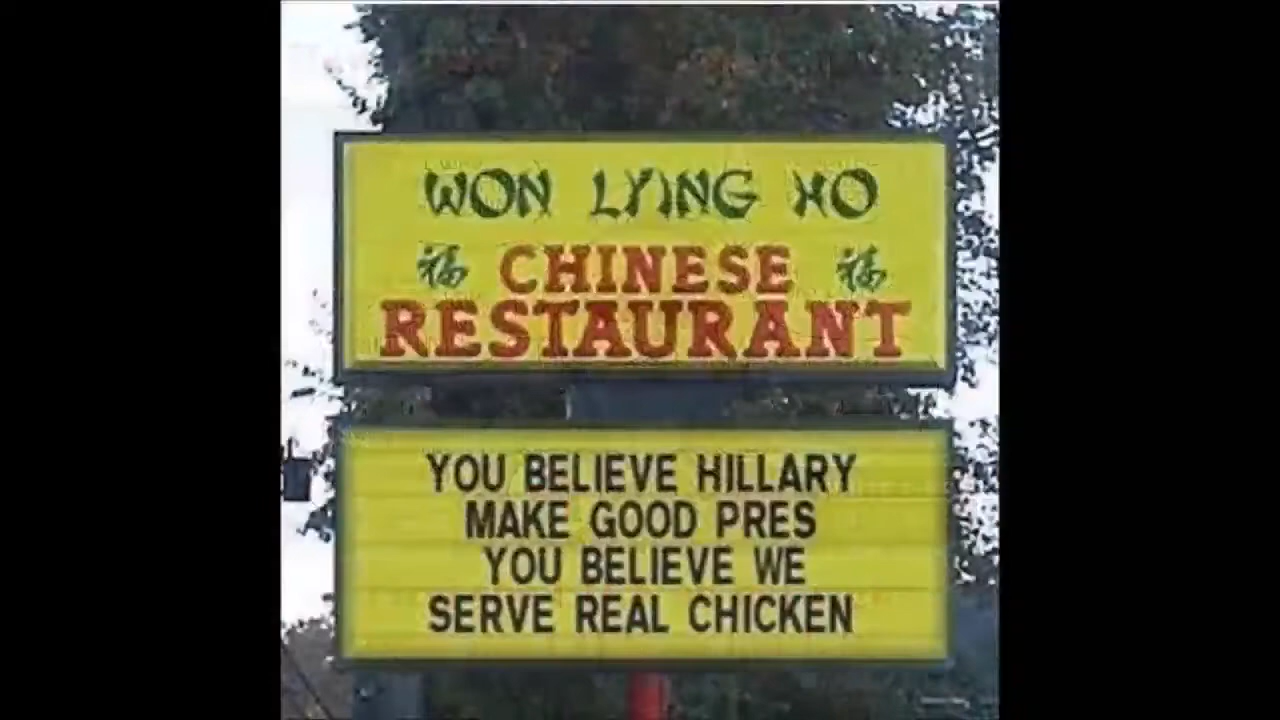 WON LYING HO
福 CHINESE 福
RESTAURANT
YOU BELIEVE HILLARY
MAKE GOOD PRES
YOU BELIEVE WE
SERVE REAL CHICKEN